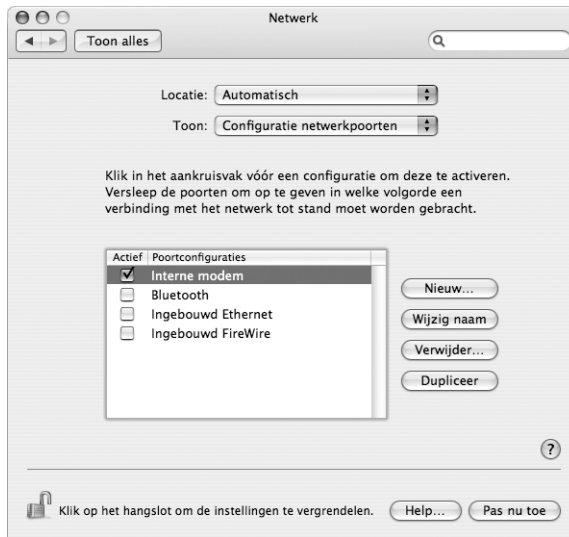 Netwerk
Toon alles
Locatie: Automatisch
Toon: Configuratie netwerkpoorten
Klik in het aankruisvak vóór een configuratie om deze te activeren.
Versleep de poorten om op te geven in welke volgorde een
verbinding met het netwerk tot stand moet worden gebracht.
Actief Poortconfiguraties
Interne modem
Bluetooth
Ingebouwd Ethernet
Ingebouwd FireWire
Nieuw...
Wijzig naam
Verwijder...
Dupliceer
?
Klik op het hangslot om de instellingen te vergrendelen. Help... Pas nu toe